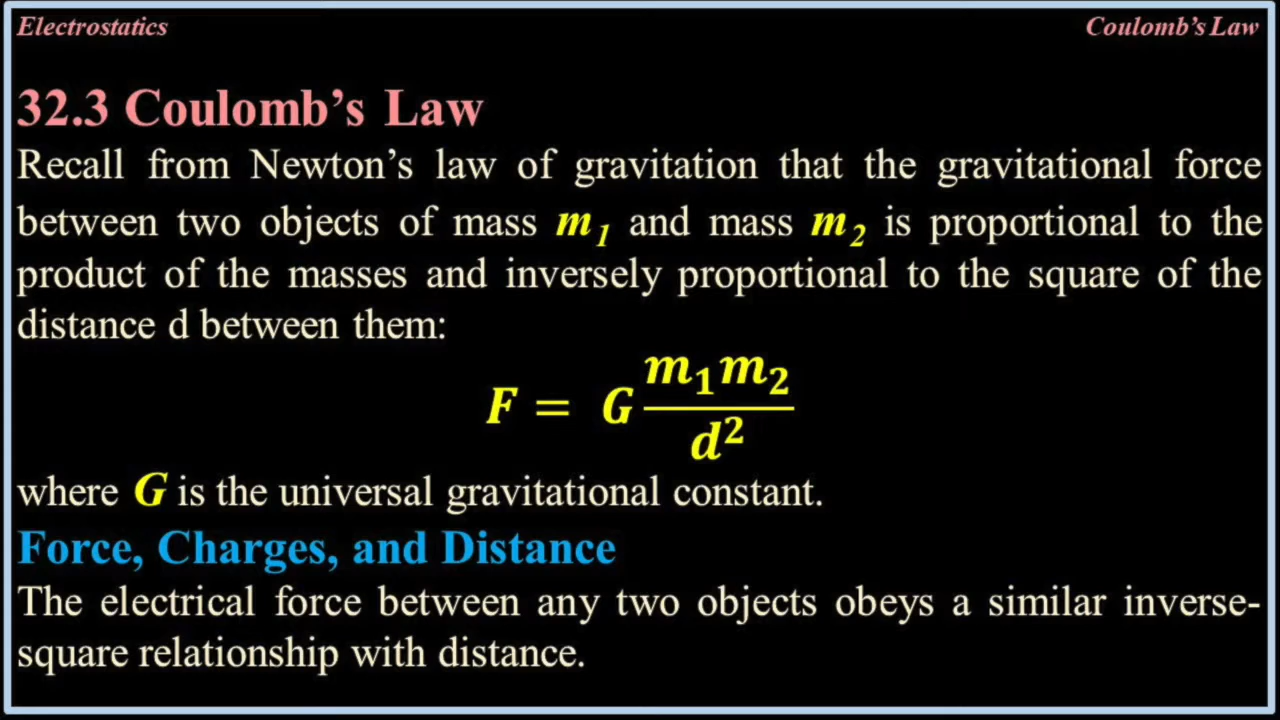 Electrostatics Coulomb's Law
32.3 Coulomb's Law
Recall from Newton's law of gravitation that the gravitational force
between two objects of mass m₁ and mass m₂ is proportional to the
product of the masses and inversely proportional to the square of the
distance d between them:
F = G m₁m₂/d²
where G is the universal gravitational constant.
Force, Charges, and Distance
The electrical force between any two objects obeys a similar inverse-
square relationship with distance.